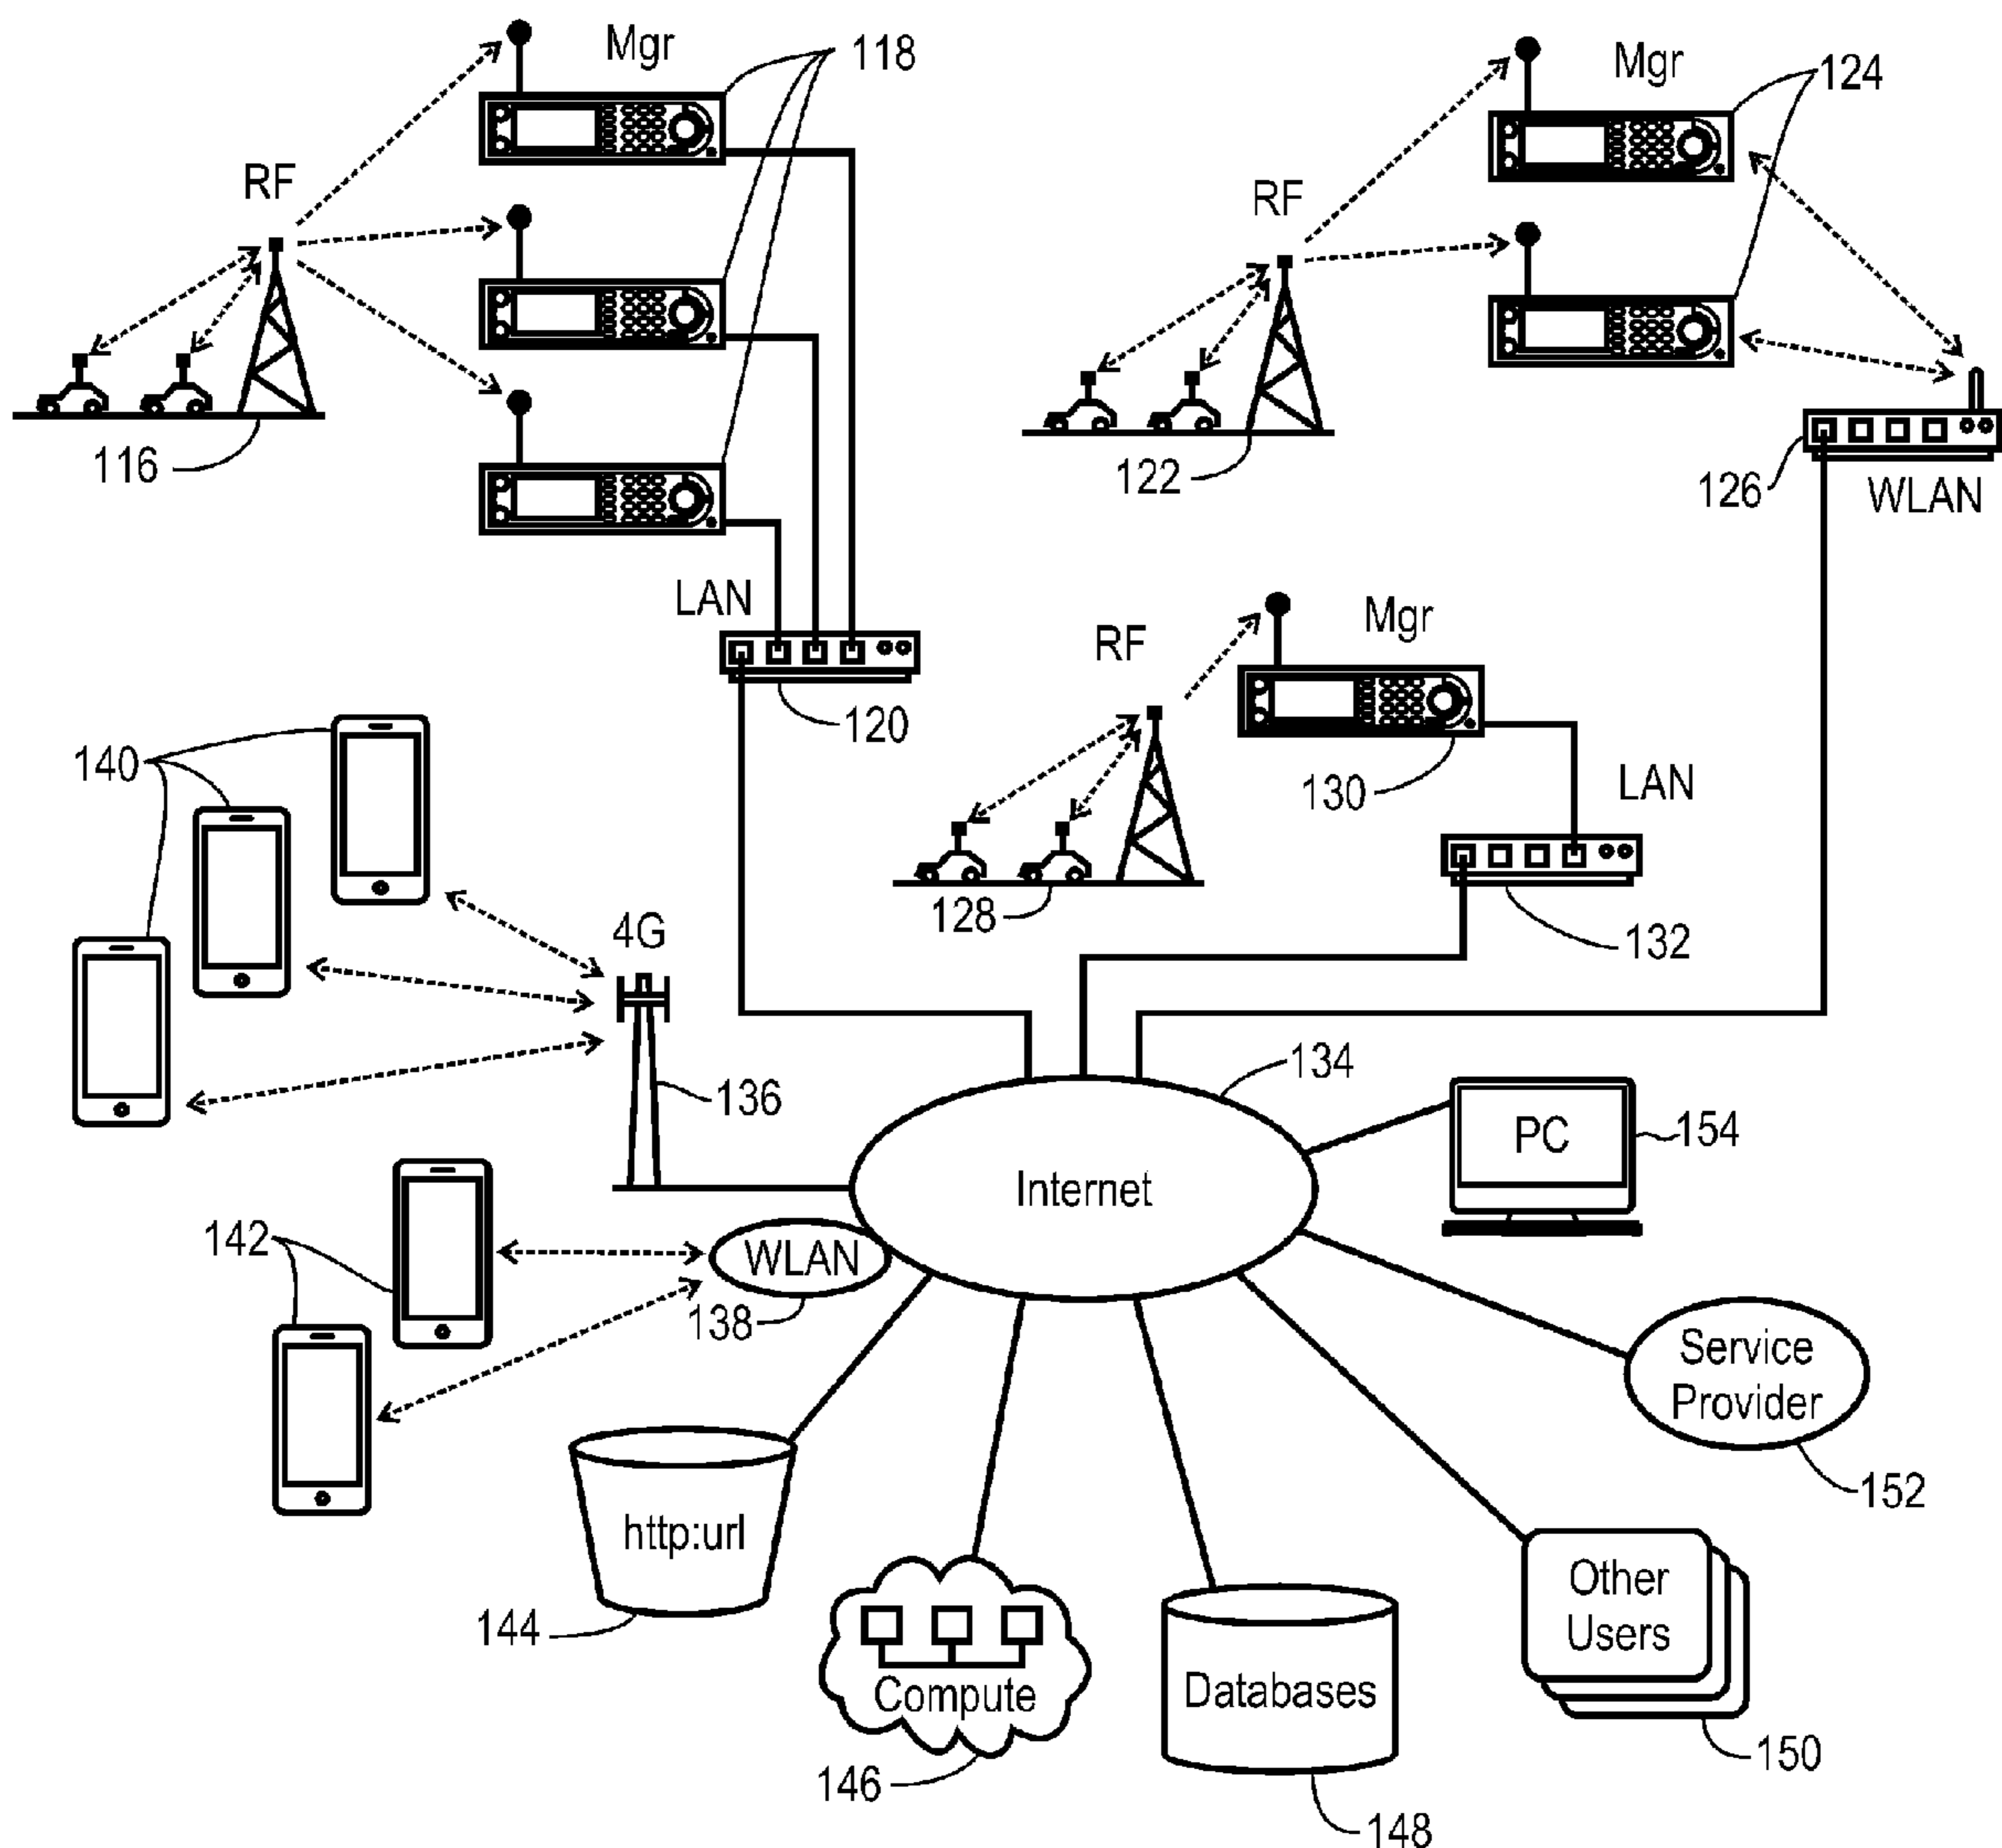 Mgr
118
RF
116
LAN
120
Mgr
124
RF
122
126
WLAN
Mgr
RF
130
LAN
128
132
140
4G
136
134
Internet
PC
154
142
WLAN
138
Service
Provider
152
http:url
144
Compute
146
Databases
148
Other
Users
150